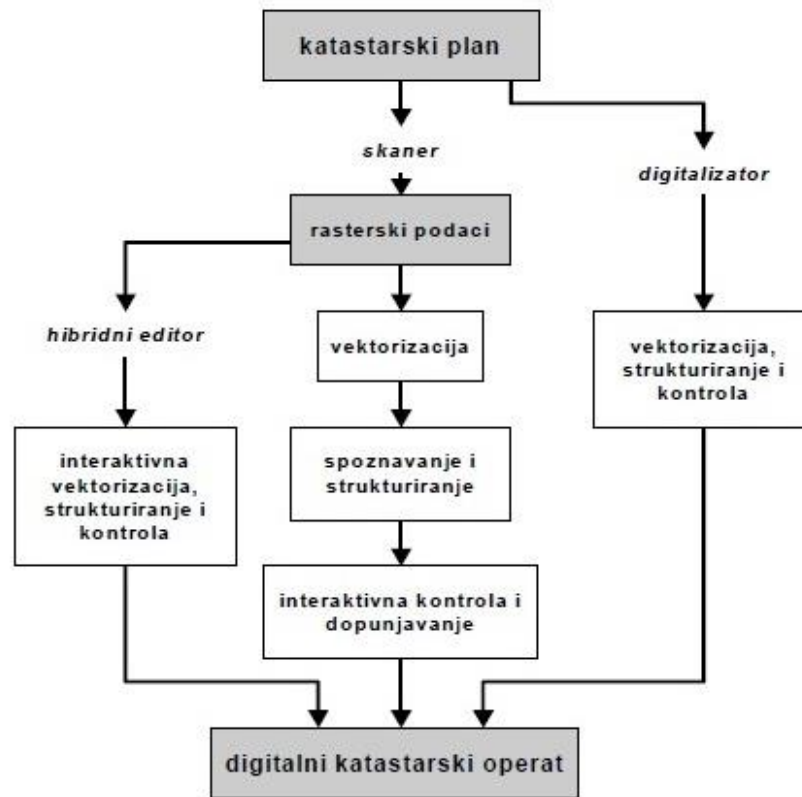 katastarski plan
skaner
digitalizator
rasterski podaci
hibridni editor
vektorizacija
vektorizacija,
strukturiranje i
kontrola
interaktivna
vektorizacija,
strukturiranje i
kontrola
spoznavanje i
strukturiranje
interaktivna kontrola i
dopunjavanje
digitalni katastarski operat